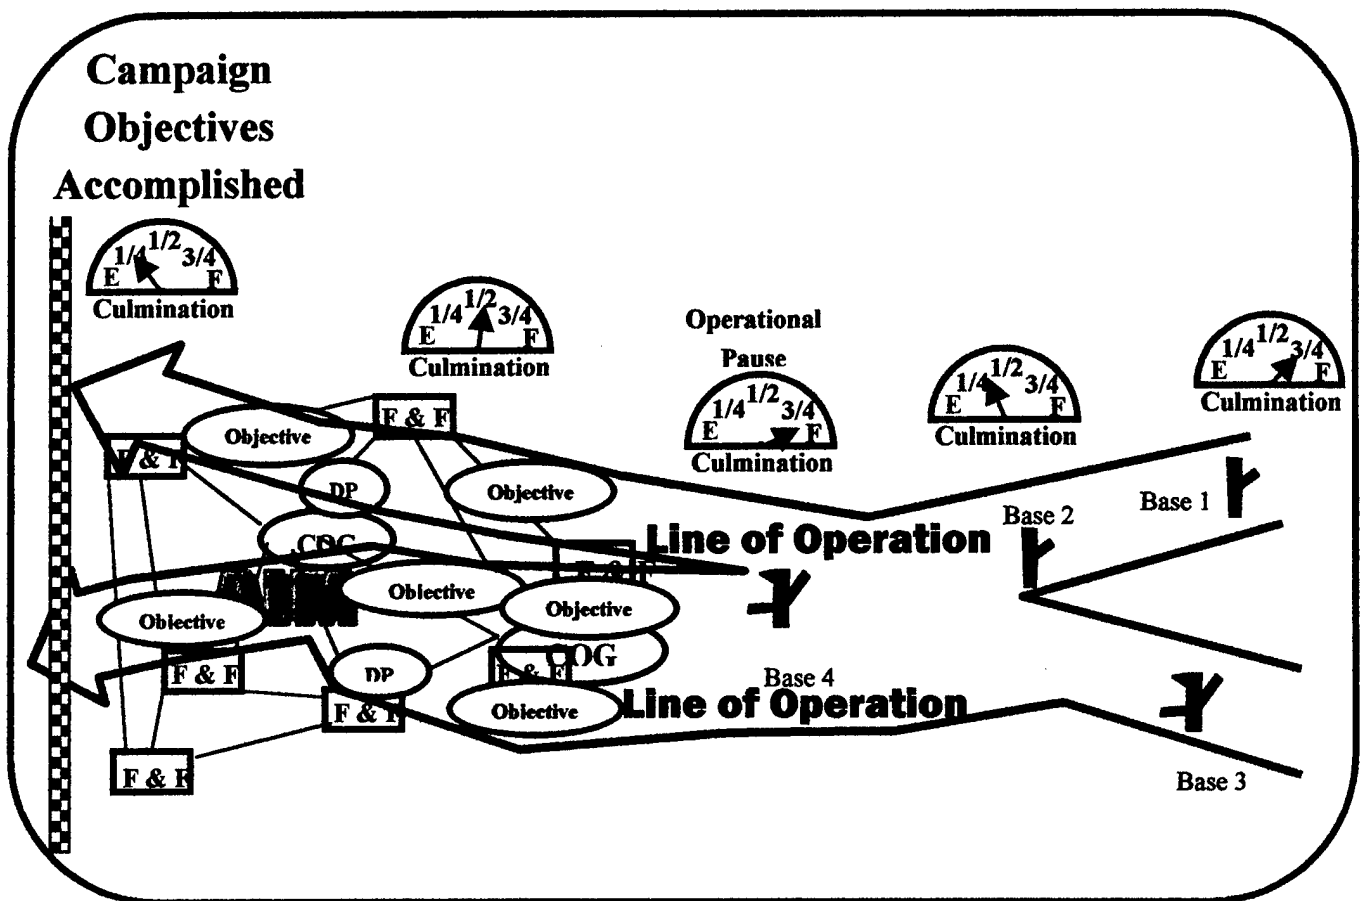 Campaign
Objectives
Accomplished
E 1/4 1/2 3/4 F
Culmination
E 1/4 1/2 3/4 F
Culmination
Operational
Pause
E 1/4 1/2 3/4 F
Culmination
E 1/4 1/2 3/4 F
Culmination
E 1/4 1/2 3/4 F
Culmination
F & F
Objective
F & F
DP
Objective
Base 1
Base 2
COG
Line of Operation
F & F
Objective
Objective
Objective
COG
F & F
DP
F & F
Base 4
F & F
Objective
Line of Operation
F & F
Base 3